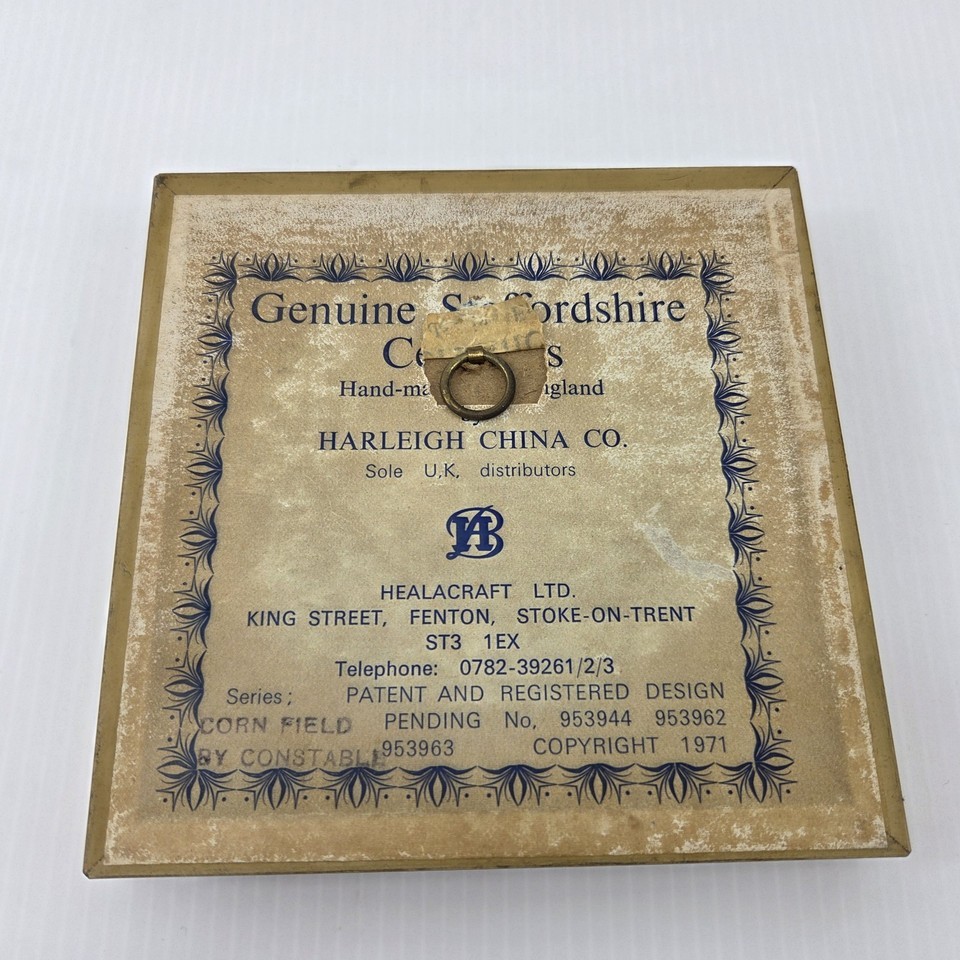 Genuine Staffordshire
Hand-ma ngland
HARLEIGH CHINA CO.
Sole U,K, distributors
HEALACRAFT LTD.
KING STREET, FENTON, STOKE-ON-TRENT
ST3 1EX
Telephone: 0782-39261/2/3
Series; PATENT AND REGISTERED DESIGN
CORN FIELD PENDING No, 953944 953962
BY CONSTABLE 953963 COPYRIGHT 1971